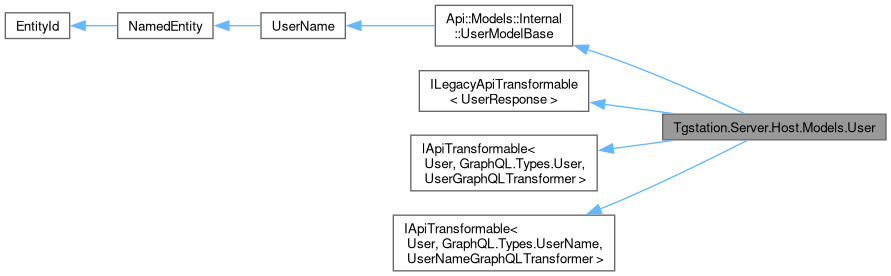 EntityId
NamedEntity
UserName
Api::Models::Internal
::UserModelBase
ILegacyApiTransformable
< UserResponse >
Tgstation.Server.Host.Models.User
IApiTransformable<
User, GraphQL.Types.User,
UserGraphQLTransformer >
IApiTransformable<
User, GraphQL.Types.UserName,
UserNameGraphQLTransformer >